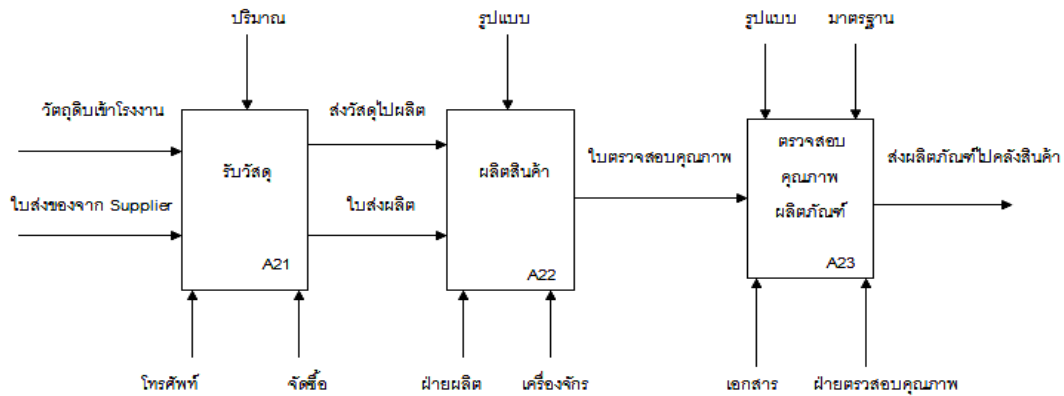 ปริมาณ
รูปแบบ
รูปแบบ
มาตรฐาน
วัตถุดิบเข้าโรงงาน
ส่งวัสดุไปผลิต
รับวัสดุ
ผลิตสินค้า
ใบตรวจสอบคุณภาพ
ตรวจสอบ
คุณภาพ
ผลิตภัณฑ์
ส่งผลิตภัณฑ์ไปคลังสินค้า
ใบส่งของจาก Supplier
ใบส่งผลิต
A21
A22
A23
โทรศัพท์
จัดซื้อ
ฝ่ายผลิต
เครื่องจักร
เอกสาร
ฝ่ายตรวสอบคุณภาพ